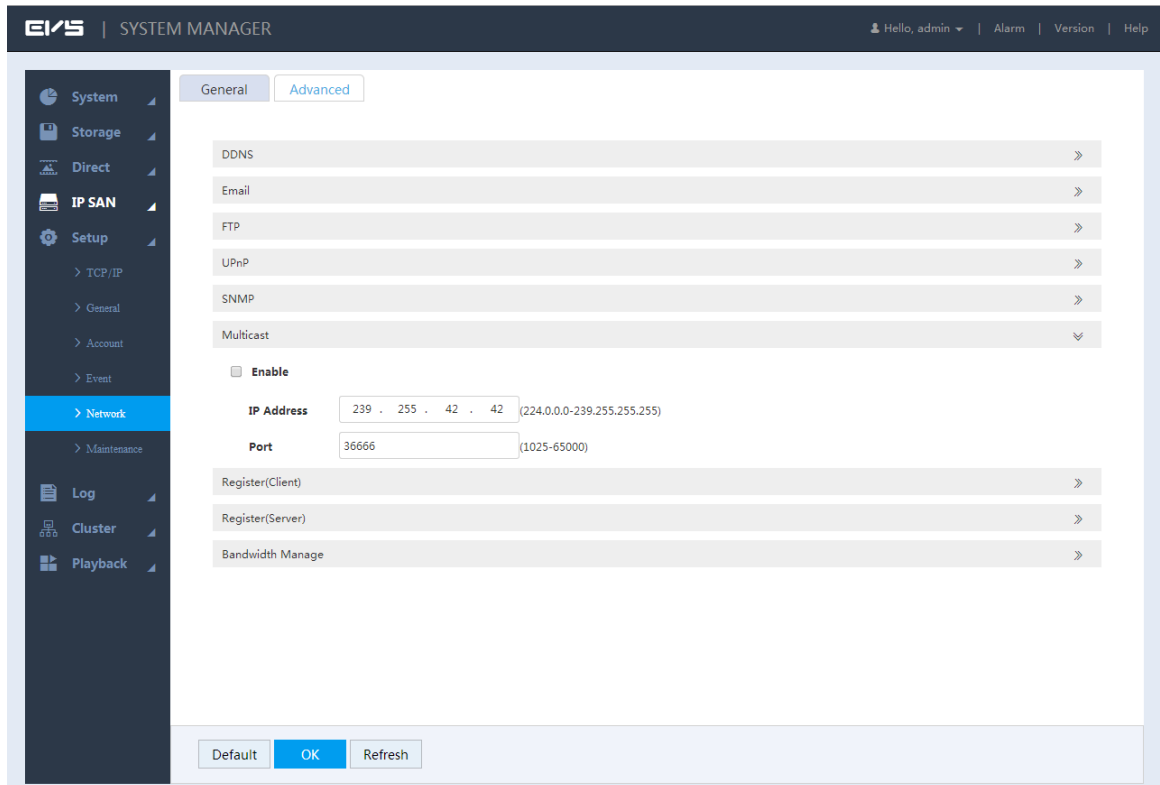 EVS | SYSTEM MANAGER
Hello, admin | Alarm | Version | Help
General Advanced
System
Storage
Direct
IP SAN
Setup
> TCP/IP
> General
> Account
> Event
> Network
> Maintenance
Log
Cluster
Playback
DDNS
Email
FTP
UPnP
SNMP
Multicast
Enable
IP Address 239 . 255 . 42 . 42 (224.0.0.0-239.255.255.255)
Port 36666 (1025-65000)
Register(Client)
Register(Server)
Bandwidth Manage
Default OK Refresh